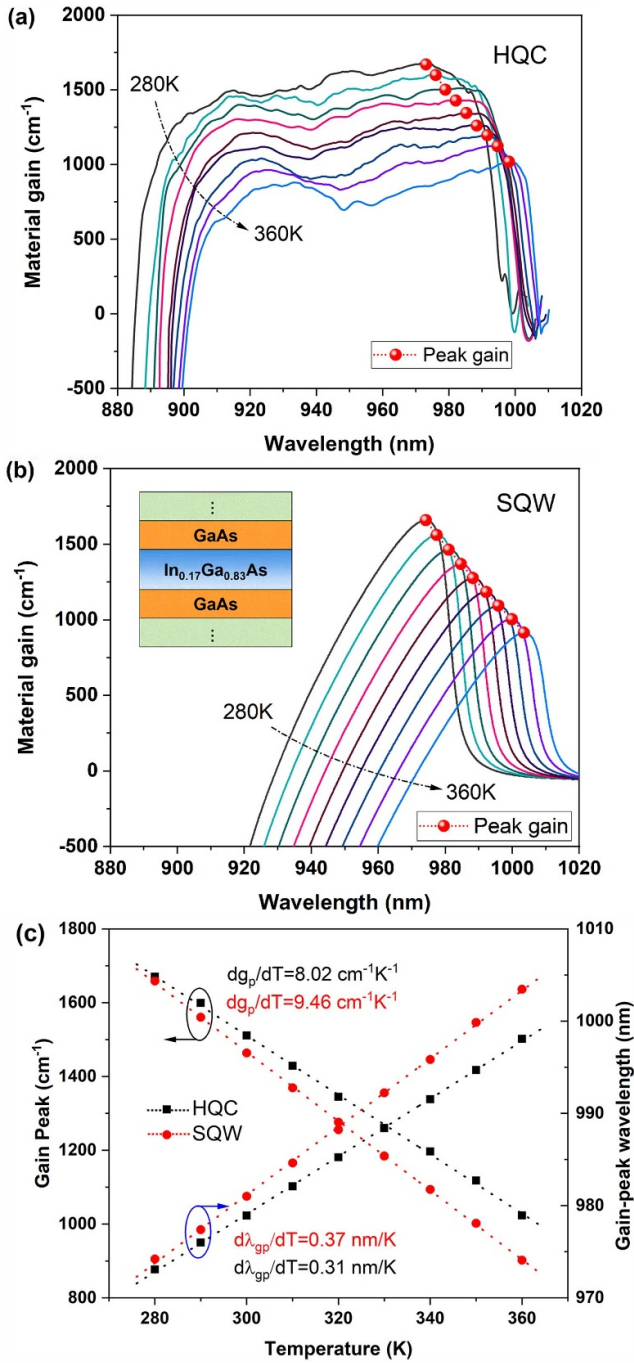 (a)
2000
1500
1000
500
0
-500
Material gain (cm⁻¹)
HQC
280K
360K
Peak gain
880 900 920 940 960 980 1000 1020
Wavelength (nm)
(b)
2000
1500
1000
500
0
-500
Material gain (cm⁻¹)
SQW
⋮
GaAs
In₀.₁₇Ga₀.₈₃As
GaAs
⋮
280K
360K
Peak gain
880 900 920 940 960 980 1000 1020
Wavelength (nm)
(c)
1800
1600
1400
1200
1000
800
Gain Peak (cm⁻¹)
dgₚ/dT=8.02 cm⁻¹K⁻¹
dgₚ/dT=9.46 cm⁻¹K⁻¹
HQC
SQW
dλgp/dT=0.37 nm/K
dλgp/dT=0.31 nm/K
1010
1000
990
980
970
Gain-peak wavelength (nm)
280 290 300 310 320 330 340 350 360
Temperature (K)